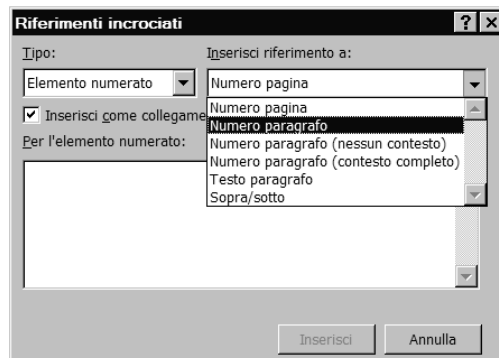 Riferimenti incrociati
Tipo: Inserisci riferimento a:
Elemento numerato Numero pagina
Inserisci come collegame
Numero pagina
Numero paragrafo
Per l'elemento numerato:
Numero paragrafo (nessun contesto)
Numero paragrafo (contesto completo)
Testo paragrafo
Sopra/sotto
Inserisci Annulla